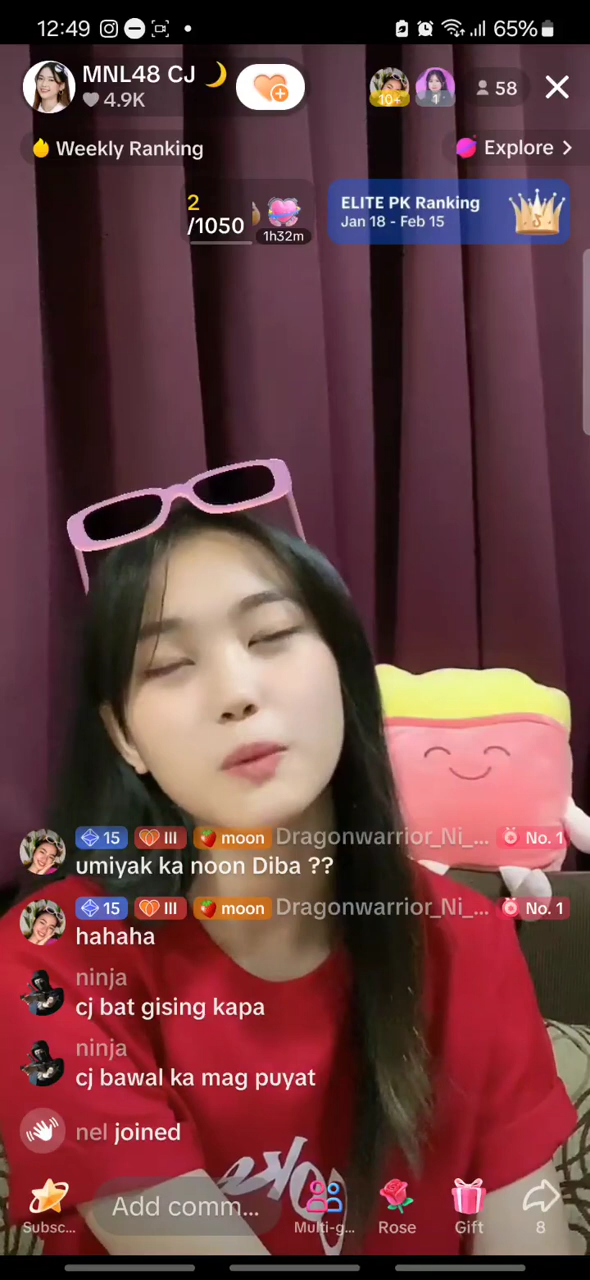 12:49
65%
MNL48 CJ 🌙
4.9K
10+
58
Weekly Ranking
Explore >
2
/1050
1h32m
ELITE PK Ranking
Jan 18 - Feb 15
15 III moon Dragonwarrior_Ni_... No. 1
umiyak ka noon Diba ??
15 III moon Dragonwarrior_Ni_... No. 1
hahaha
ninja
cj bat gising kapa
ninja
cj bawal ka mag puyat
nel joined
Add comm...
Subsc...
Multi-g...
Rose
Gift
8